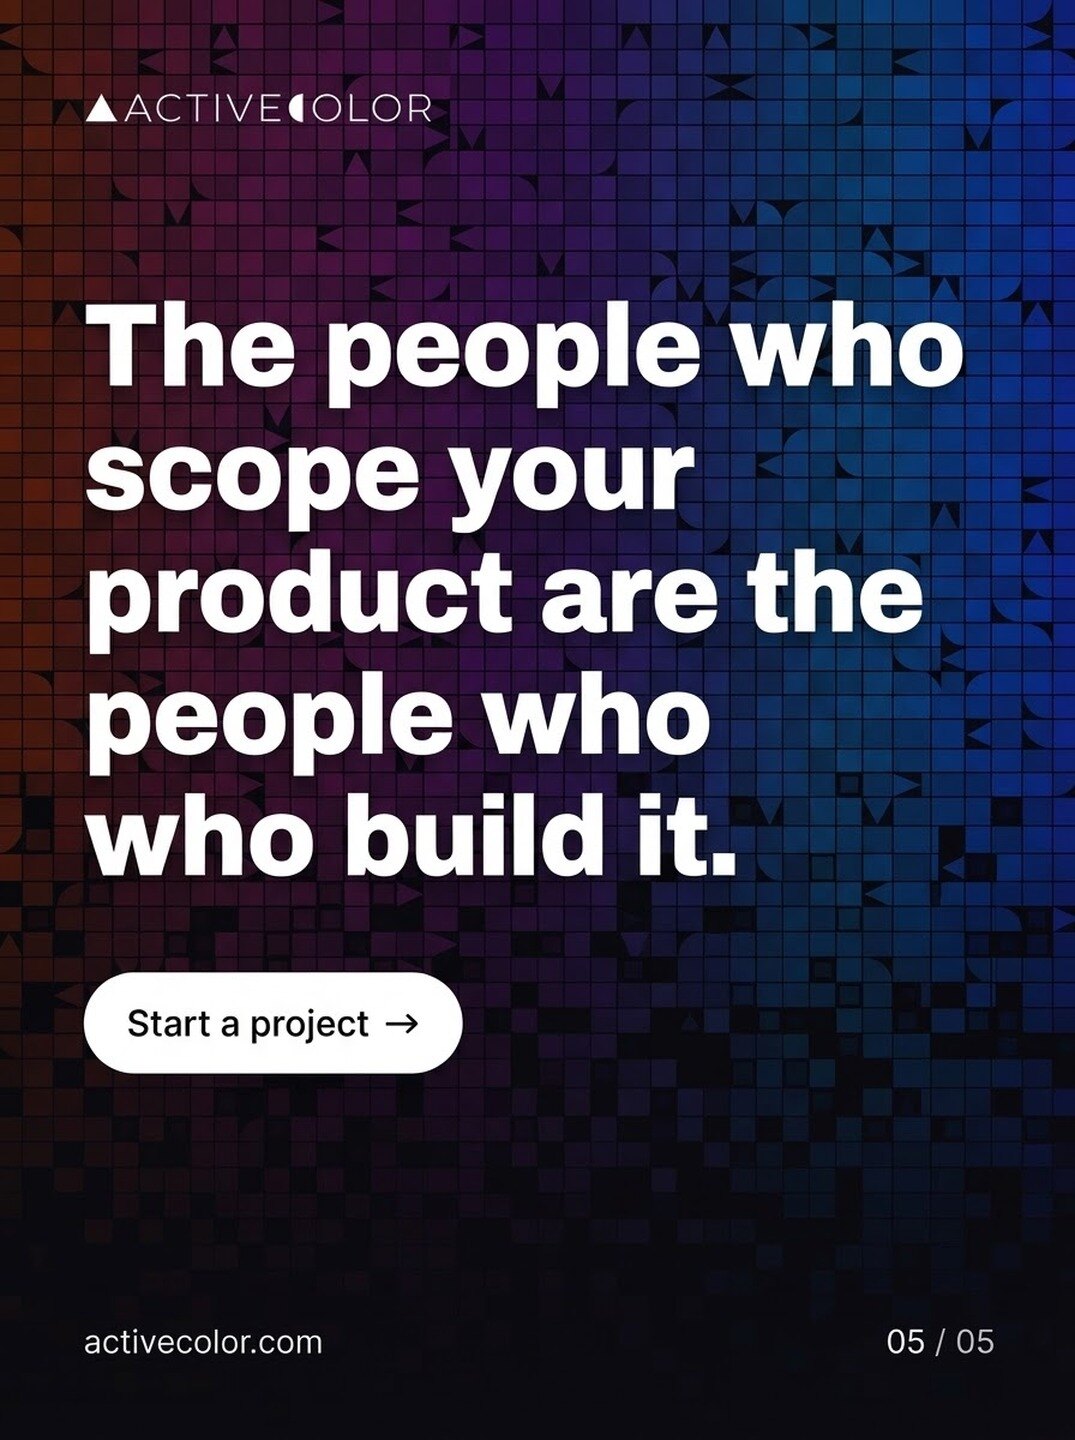 ACTIVECOLOR
The people who
scope your
product are the
people who
who build it.
Start a project →
activecolor.com
05 / 05